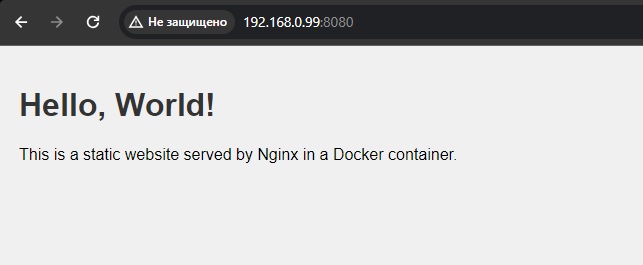 Не защищено 192.168.0.99:8080
Hello, World!
This is a static website served by Nginx in a Docker container.